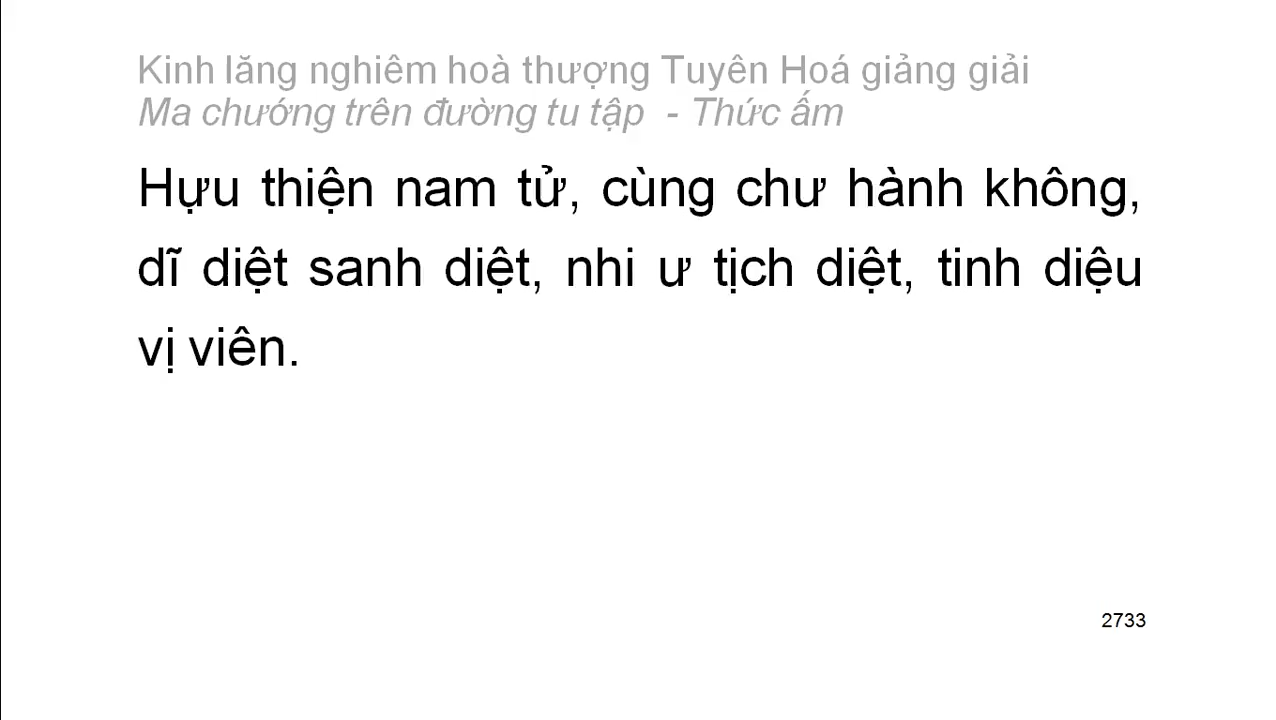 Kinh lăng nghiêm hoà thượng Tuyên Hoá giảng giải
Ma chướng trên đường tu tập - Thức ấm
Hựu thiện nam tử, cùng chư hành không,
dĩ diệt sanh diệt, nhi ư tịch diệt, tinh diệu
vị viên.
2733